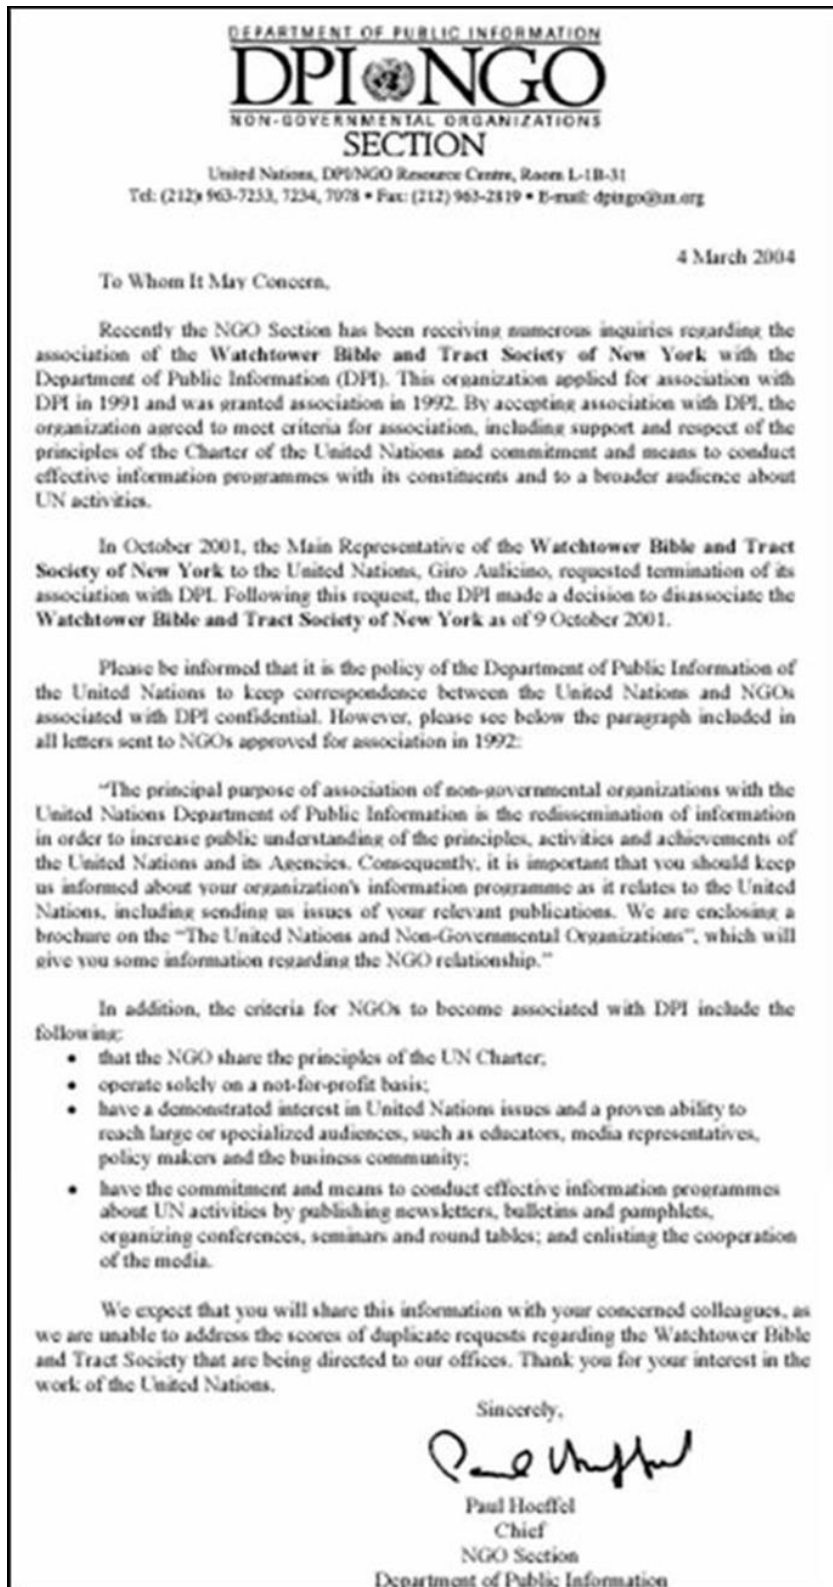 DEPARTMENT OF PUBLIC INFORMATION
DPI NGO
NON-GOVERNMENTAL ORGANIZATIONS
SECTION
United Nations, DPI/NGO Resource Centre, Room L-1B-31
Tel: (212) 963-7233, 7234, 7078 • Fax: (212) 963-2819 • E-mail: dpingo@un.org
4 March 2004
To Whom It May Concern,
Recently the NGO Section has been receiving numerous inquiries regarding the
association of the Watchtower Bible and Tract Society of New York with the
Department of Public Information (DPI). This organization applied for association with
DPI in 1991 and was granted association in 1992. By accepting association with DPI, the
organization agreed to meet criteria for association, including support and respect of the
principles of the Charter of the United Nations and commitment and means to conduct
effective information programmes with its constituents and to a broader audience about
UN activities.
In October 2001, the Main Representative of the Watchtower Bible and Tract
Society of New York to the United Nations, Giro Aulicino, requested termination of its
association with DPI. Following this request, the DPI made a decision to disassociate the
Watchtower Bible and Tract Society of New York as of 9 October 2001.
Please be informed that it is the policy of the Department of Public Information of
the United Nations to keep correspondence between the United Nations and NGOs
associated with DPI confidential. However, please see below the paragraph included in
all letters sent to NGOs approved for association in 1992:
"The principal purpose of association of non-governmental organizations with the
United Nations Department of Public Information is the redissemination of information
in order to increase public understanding of the principles, activities and achievements of
the United Nations and its Agencies. Consequently, it is important that you should keep
us informed about your organization's information programme as it relates to the United
Nations, including sending us issues of your relevant publications. We are enclosing a
brochure on the "The United Nations and Non-Governmental Organizations", which will
give you some information regarding the NGO relationship."
In addition, the criteria for NGOs to become associated with DPI include the
following:
• that the NGO share the principles of the UN Charter;
• operate solely on a not-for-profit basis;
• have a demonstrated interest in United Nations issues and a proven ability to
reach large or specialized audiences, such as educators, media representatives,
policy makers and the business community;
• have the commitment and means to conduct effective information programmes
about UN activities by publishing newsletters, bulletins and pamphlets,
organizing conferences, seminars and round tables; and enlisting the cooperation
of the media.
We expect that you will share this information with your concerned colleagues, as
we are unable to address the scores of duplicate requests regarding the Watchtower Bible
and Tract Society that are being directed to our offices. Thank you for your interest in the
work of the United Nations.
Sincerely,
Paul Hoeffel
Paul Hoeffel
Chief
NGO Section
Department of Public Information